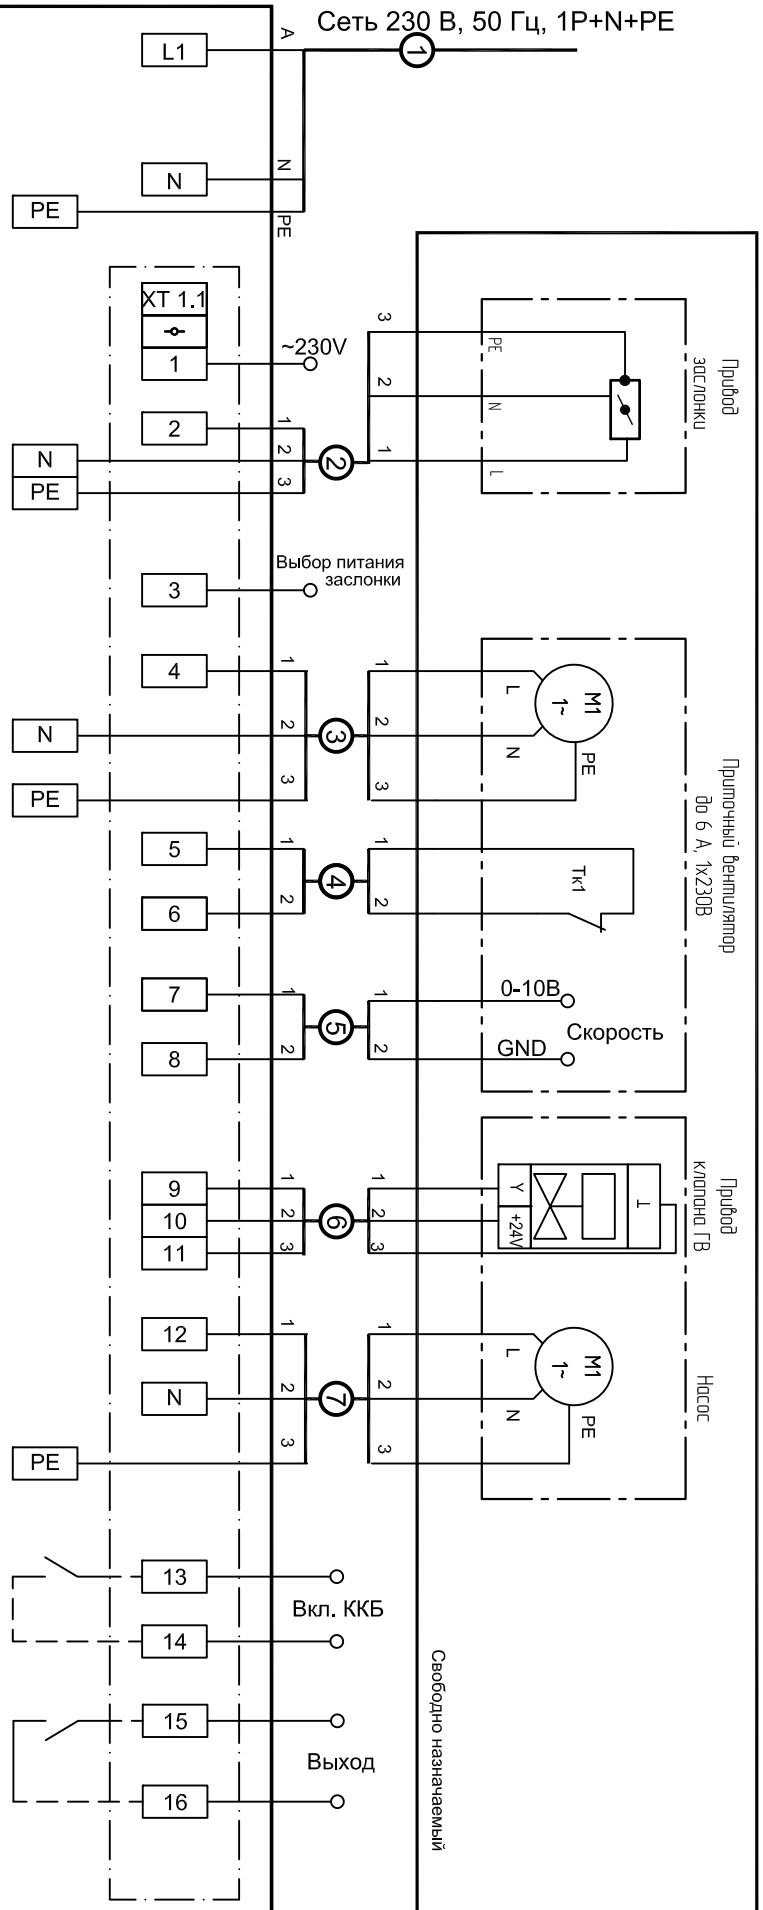 Сеть 230 В, 50 Гц, 1P+N+PE
L1
A
1
N
N
PE
PE
XT 1.1
1
~230V
2
N
PE
1
2
3
2
3
2
1
PE
N
L
Привод
заслонки
3
Выбор питания
заслонки
4
N
PE
1
2
3
3
1
2
3
L
N
PE
M1
1~
Приточный вентилятор
до 6 А, 1х230В
5
6
1
2
4
1
2
Тк1
7
8
1
2
5
1
2
0-10В
GND
Скорость
9
10
11
1
2
3
6
1
2
3
Y
+24V
⊥
Привод
клапана ГВ
12
N
PE
1
2
3
7
1
2
3
L
N
PE
M1
1~
Насос
13
14
Вкл. ККБ
15
16
Выход
Свободно назначаемый